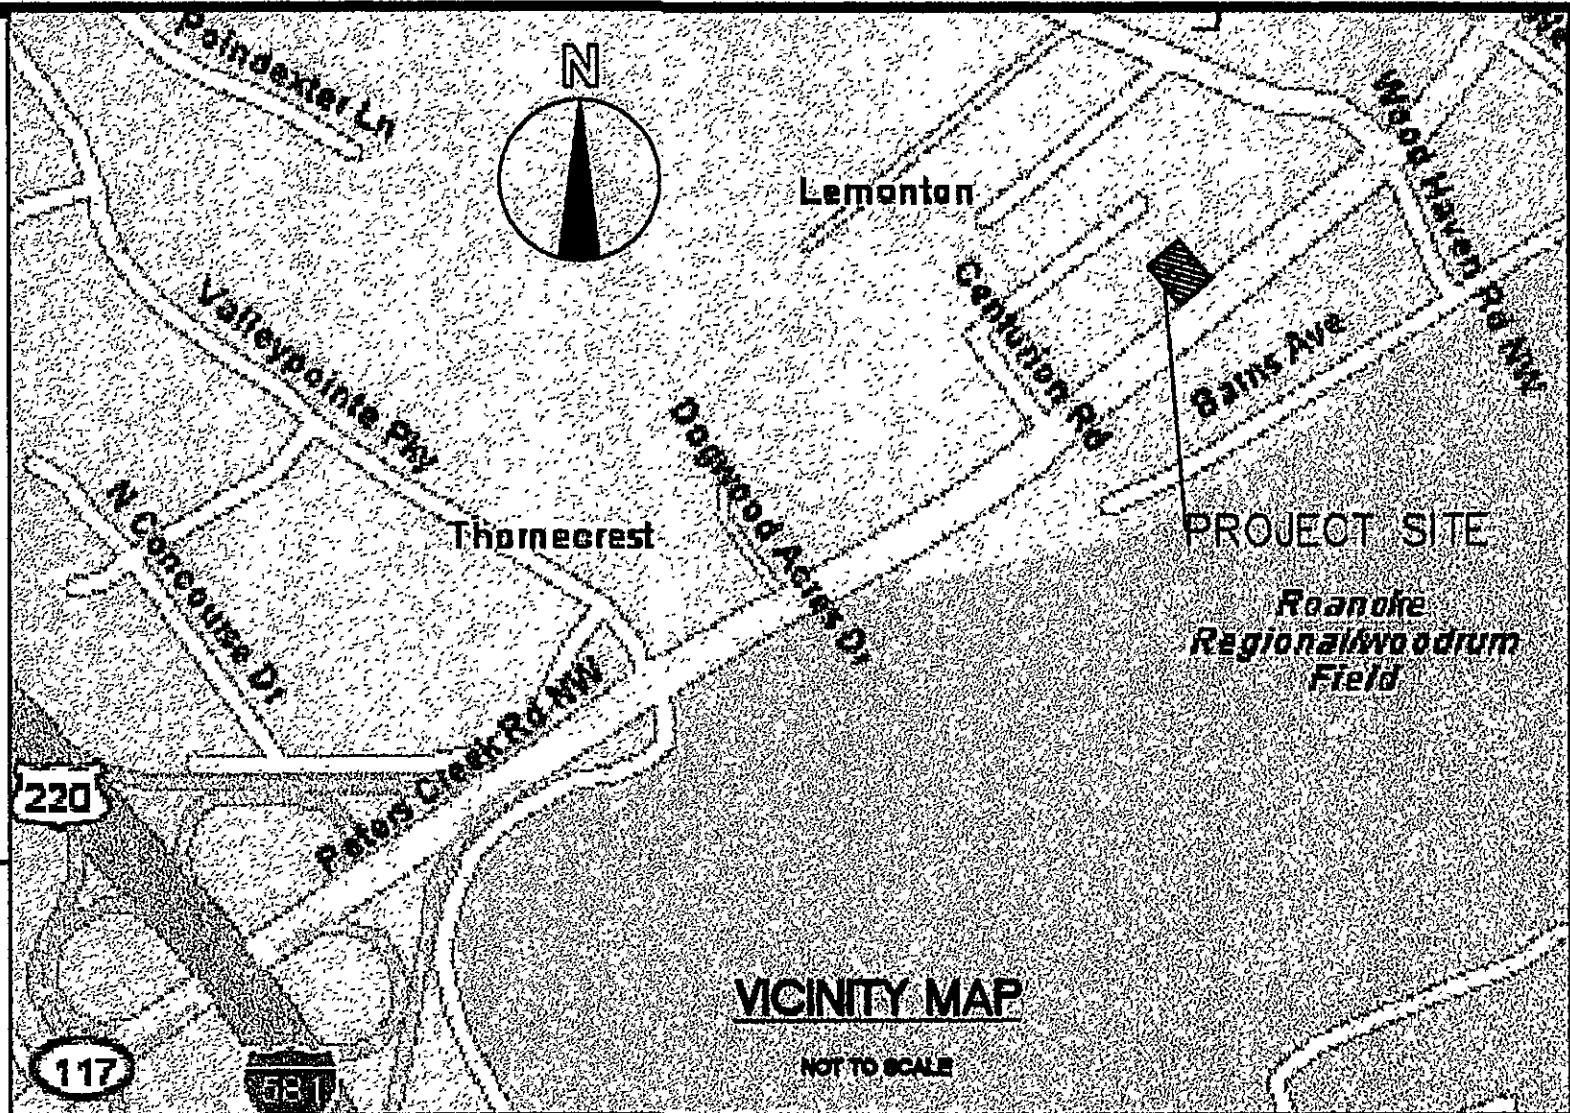 Poindexter Ln
N
Lemonton
Wood Haven Rd NW
Centurion Rd
Valleypointe Pky
Barns Ave
Dogwood Acres Dr
N Concourse Dr
Thornecrest
PROJECT SITE
Roanoke
Regional/woodrum
Field
Peters Creek Rd NW
220
VICINITY MAP
NOT TO SCALE
117
581